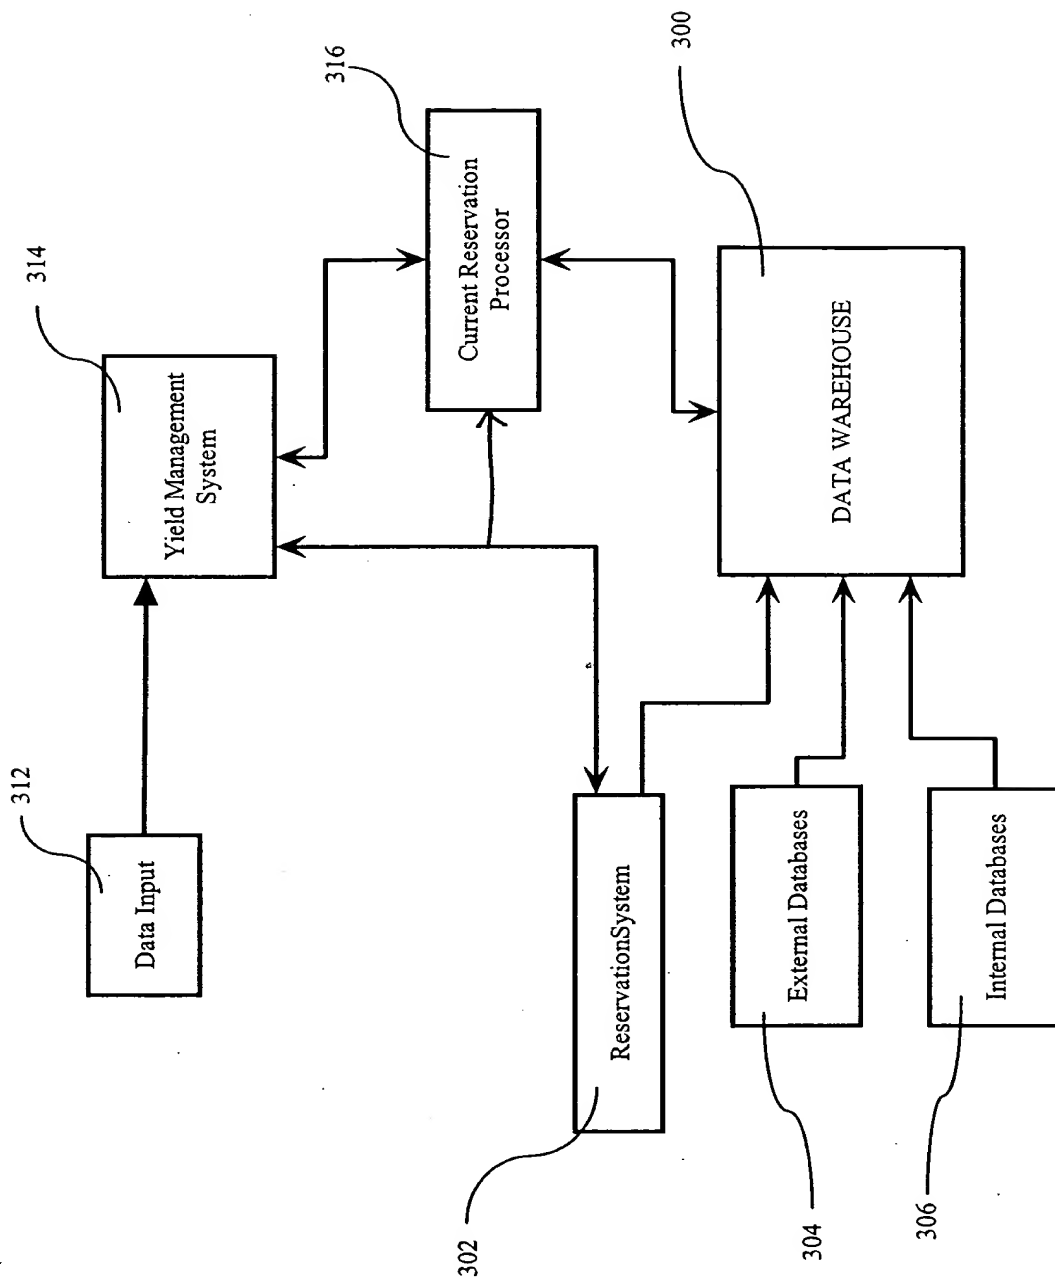 312
Data Input
314
Yield Management
System
316
Current Reservation
Processor
302
ReservationSystem
304
External Databases
306
Internal Databases
300
DATA WAREHOUSE